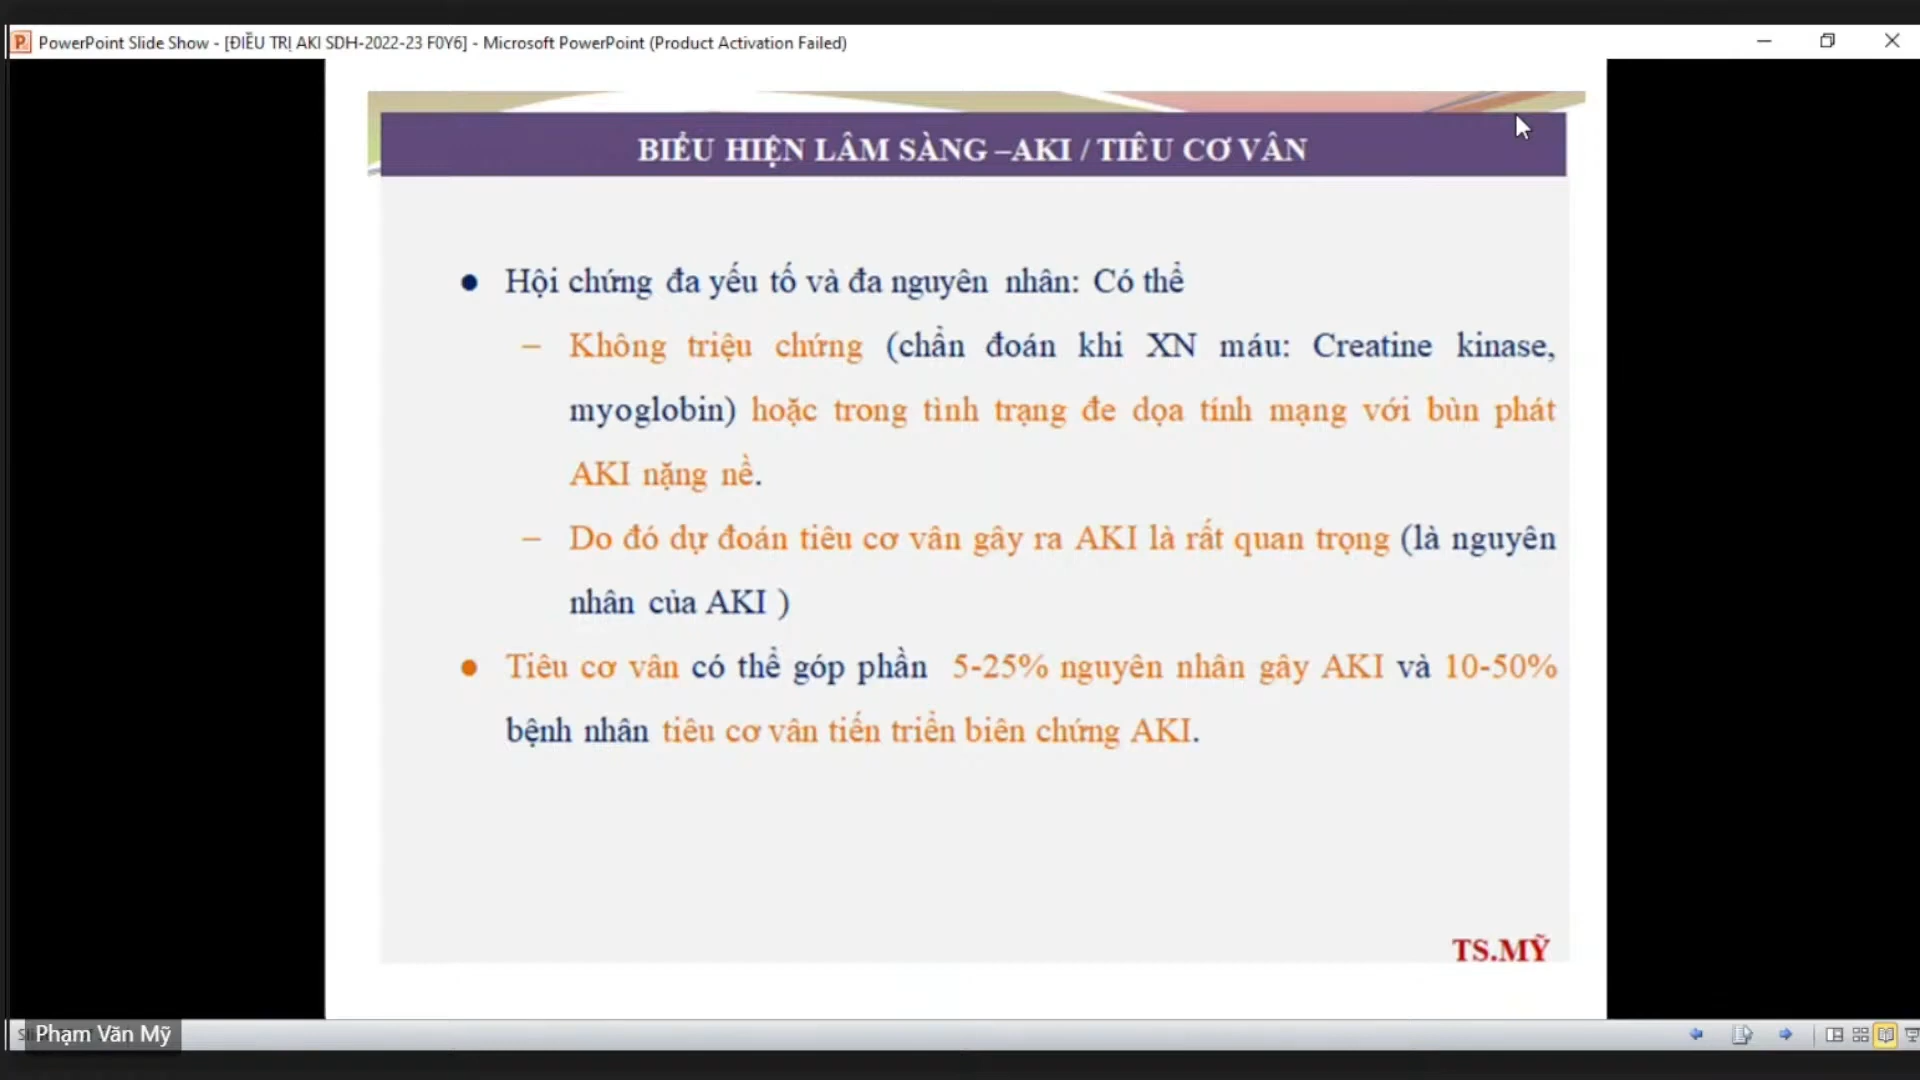 PowerPoint Slide Show - [ĐIỀU TRỊ AKI SDH-2022-23 F0Y6] - Microsoft PowerPoint (Product Activation Failed)
BIỂU HIỆN LÂM SÀNG –AKI / TIÊU CƠ VÂN
● Hội chứng đa yếu tố và đa nguyên nhân: Có thể
– Không triệu chứng (chẩn đoán khi XN máu: Creatine kinase,
myoglobin) hoặc trong tình trạng đe dọa tính mạng với bùn phát
AKI nặng nề.
– Do đó dự đoán tiêu cơ vân gây ra AKI là rất quan trọng (là nguyên
nhân của AKI )
● Tiêu cơ vân có thể góp phần 5-25% nguyên nhân gây AKI và 10-50%
bệnh nhân tiêu cơ vân tiến triển biên chứng AKI.
TS.MỸ
Phạm Văn Mỹ